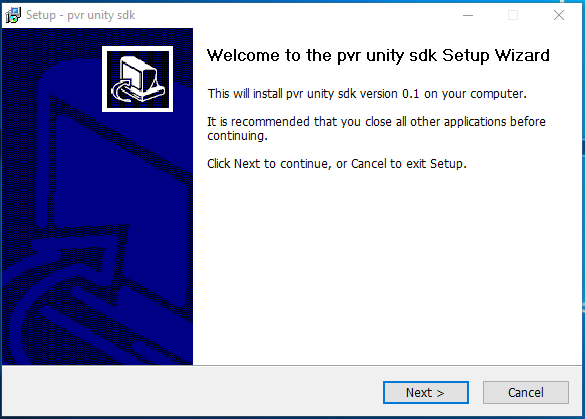 Setup - pvr unity sdk
Welcome to the pvr unity sdk Setup Wizard
This will install pvr unity sdk version 0.1 on your computer.
It is recommended that you close all other applications before
continuing.
Click Next to continue, or Cancel to exit Setup.
Next >
Cancel